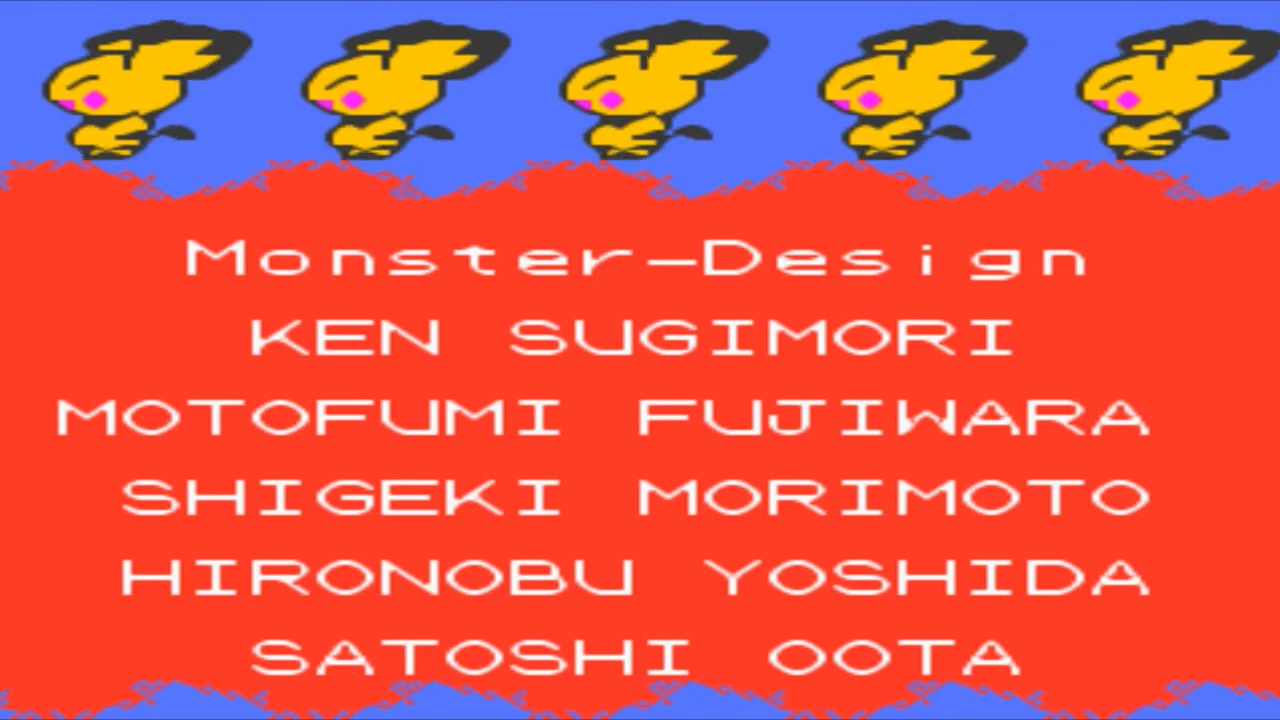 Monster-Design
KEN SUGIMORI
MOTOFUMI FUJIWARA
SHIGEKI MORIMOTO
HIRONOBU YOSHIDA
SATOSHI OOTA